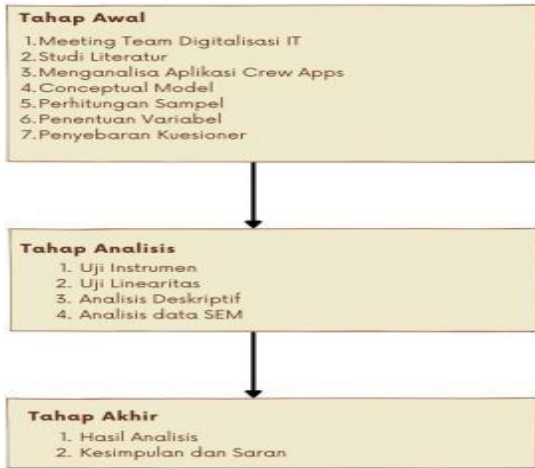 Tahap Awal
1.Meeting Team Digitalisasi IT
2.Studi Literatur
3.Menganalisa Aplikasi Crew Apps
4.Conceptual Model
5.Perhitungan Sampel
6.Penentuan Variabel
7.Penyebaran Kuesioner
Tahap Analisis
1. Uji Instrumen
2. Uji Linearitas
3. Analisis Deskriptif
4. Analisis data SEM
Tahap Akhir
1. Hasil Analisis
2. Kesimpulan dan Saran